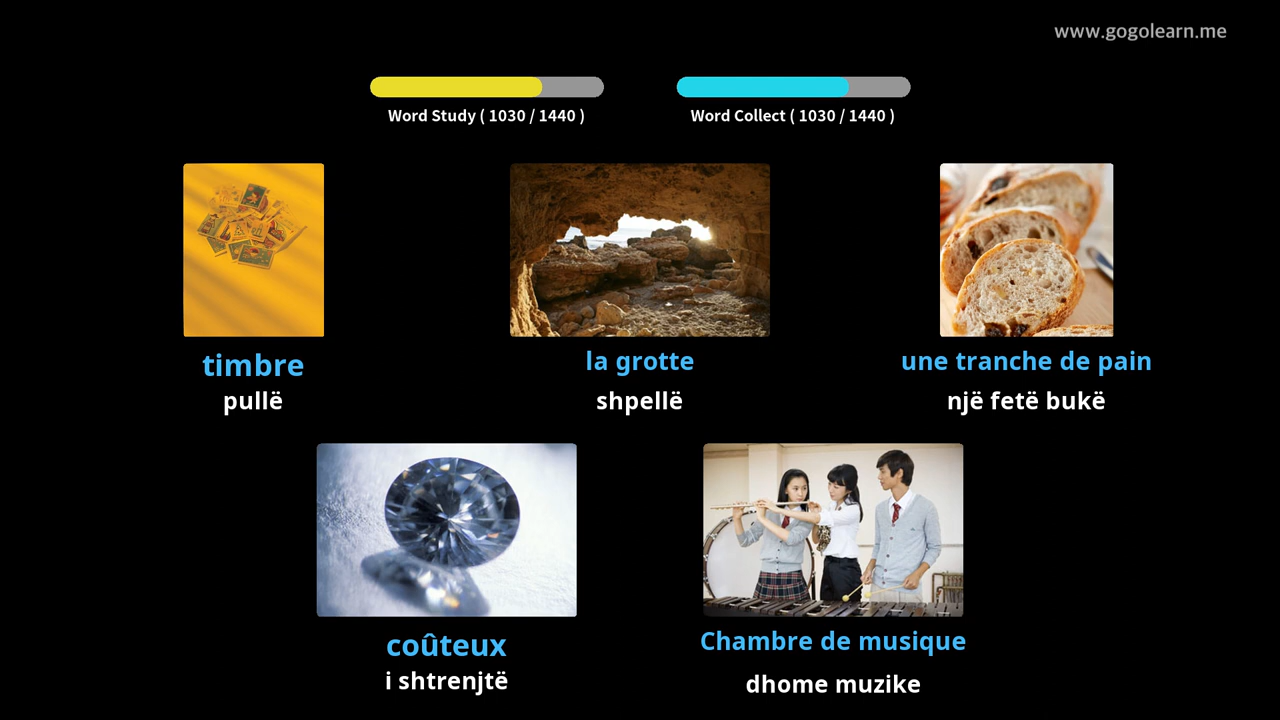 www.gogolearn.me
Word Study ( 1030 / 1440 )
Word Collect ( 1030 / 1440 )
timbre
pullë
la grotte
shpellë
une tranche de pain
një fetë bukë
coûteux
i shtrenjtë
Chambre de musique
dhome muzike